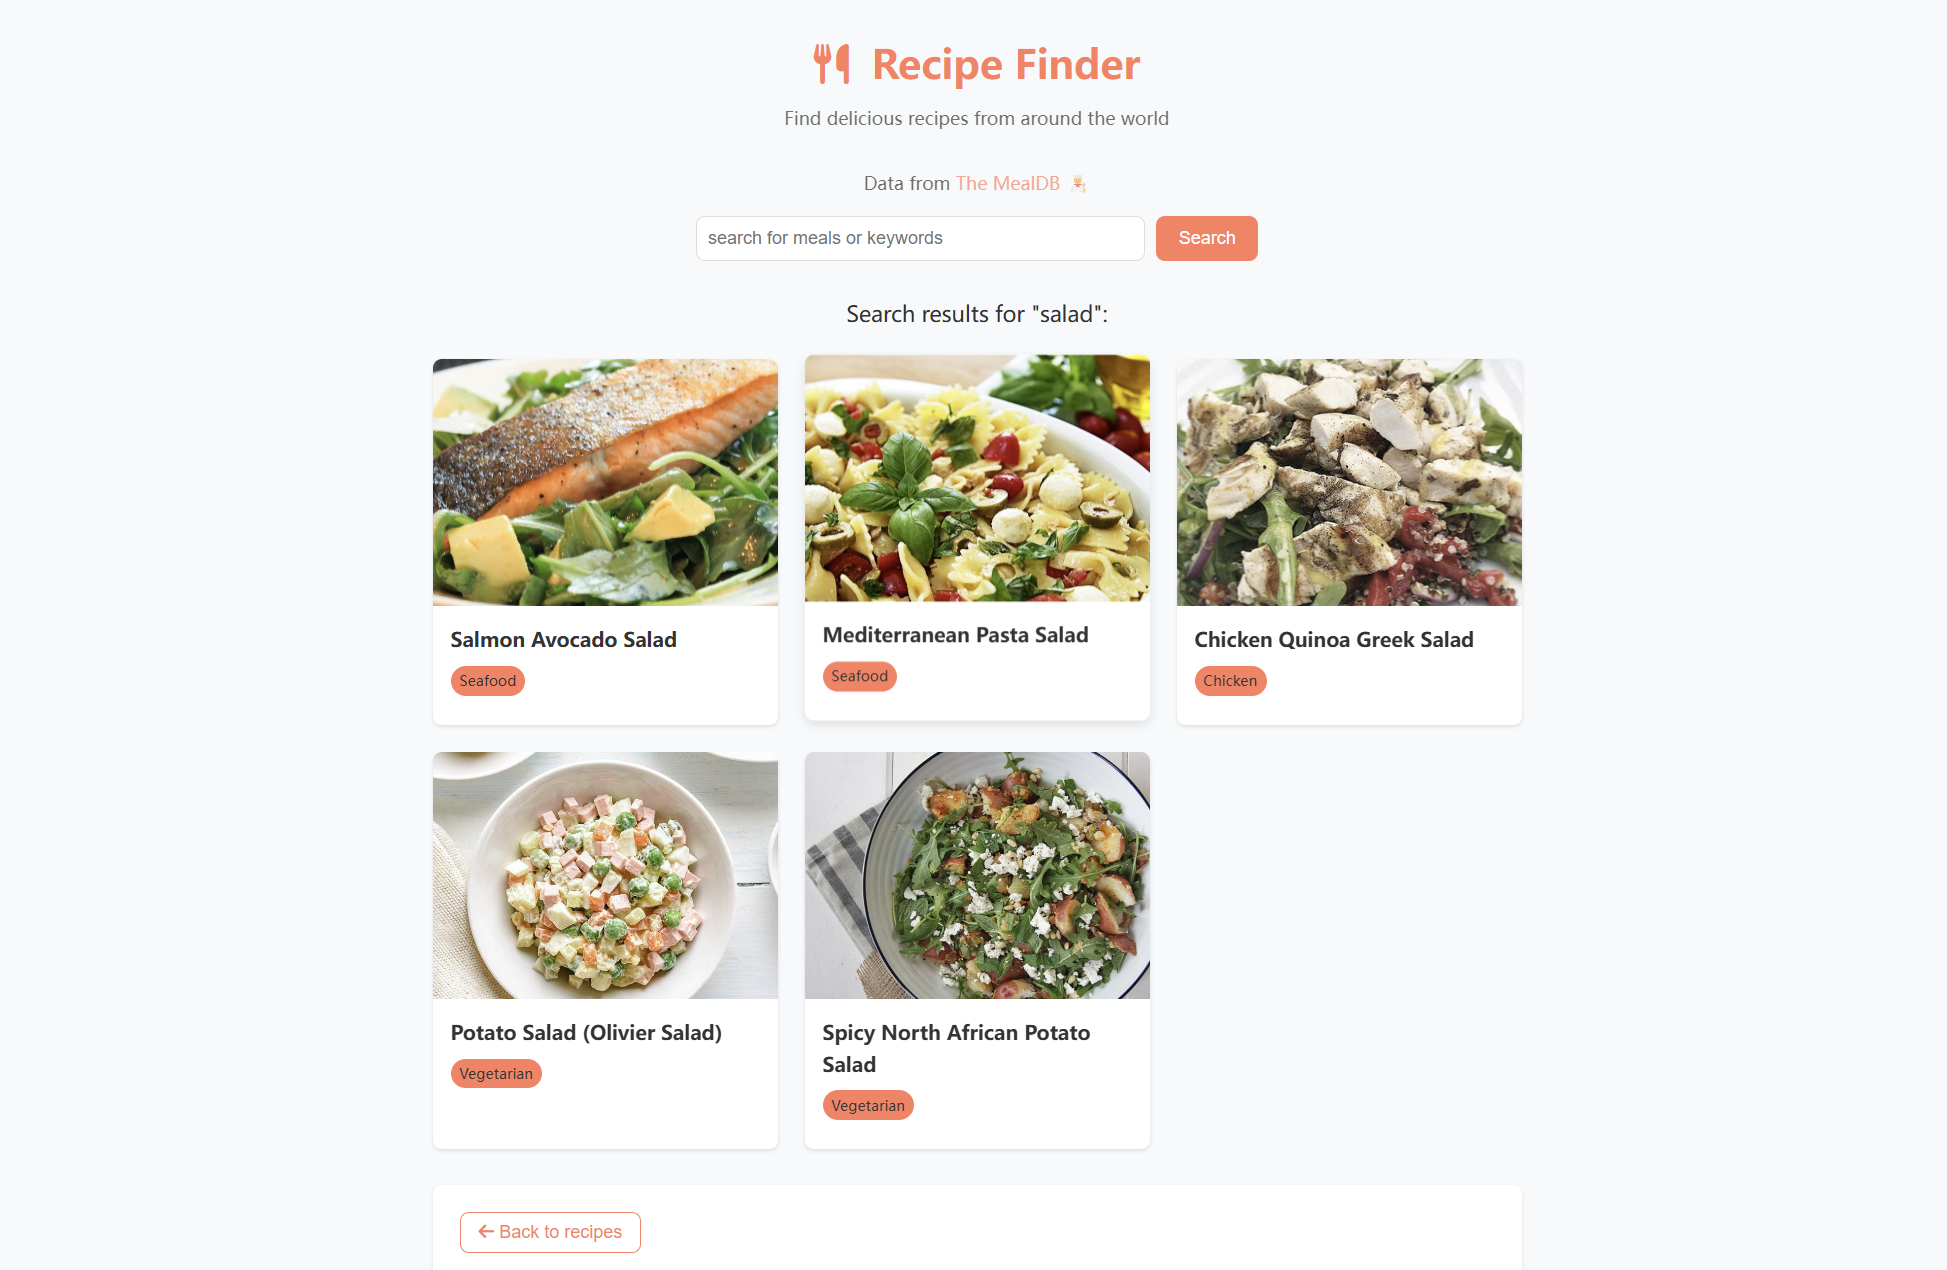 Recipe Finder
Find delicious recipes from around the world
Data from The MealDB
search for meals or keywords
Search
Search results for "salad":
Salmon Avocado Salad
Seafood
Mediterranean Pasta Salad
Seafood
Chicken Quinoa Greek Salad
Chicken
Potato Salad (Olivier Salad)
Vegetarian
Spicy North African Potato
Salad
Vegetarian
Back to recipes